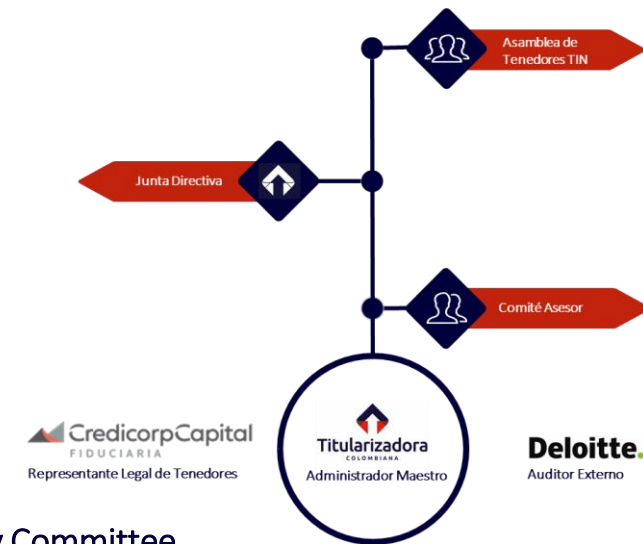 Asamblea de
Tenedores TIN
Junta Directiva
Comité Asesor
CredicorpCapital
FIDUCIARIA
Representante Legal de Tenedores
Titularizadora
COLOMBIANA
Administrador Maestro
Deloitte.
Auditor Externo
Committee